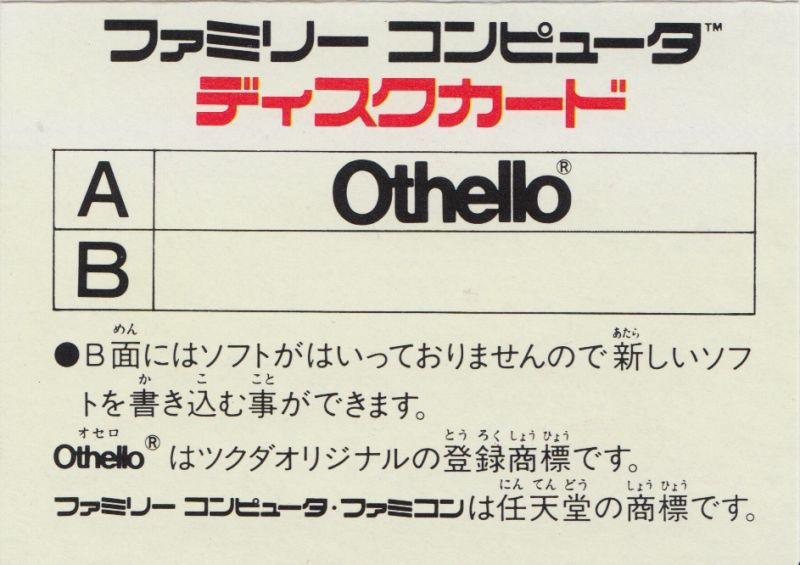 ファミリー コンピュータ™
ディスクカード
A Othello®
B
●B面にはソフトがはいっておりませんので新しいソフ
トを書き込む事ができます。
Othello®はツクダオリジナルの登録商標です。
ファミリー コンピュータ・ファミコンは任天堂の商標です。